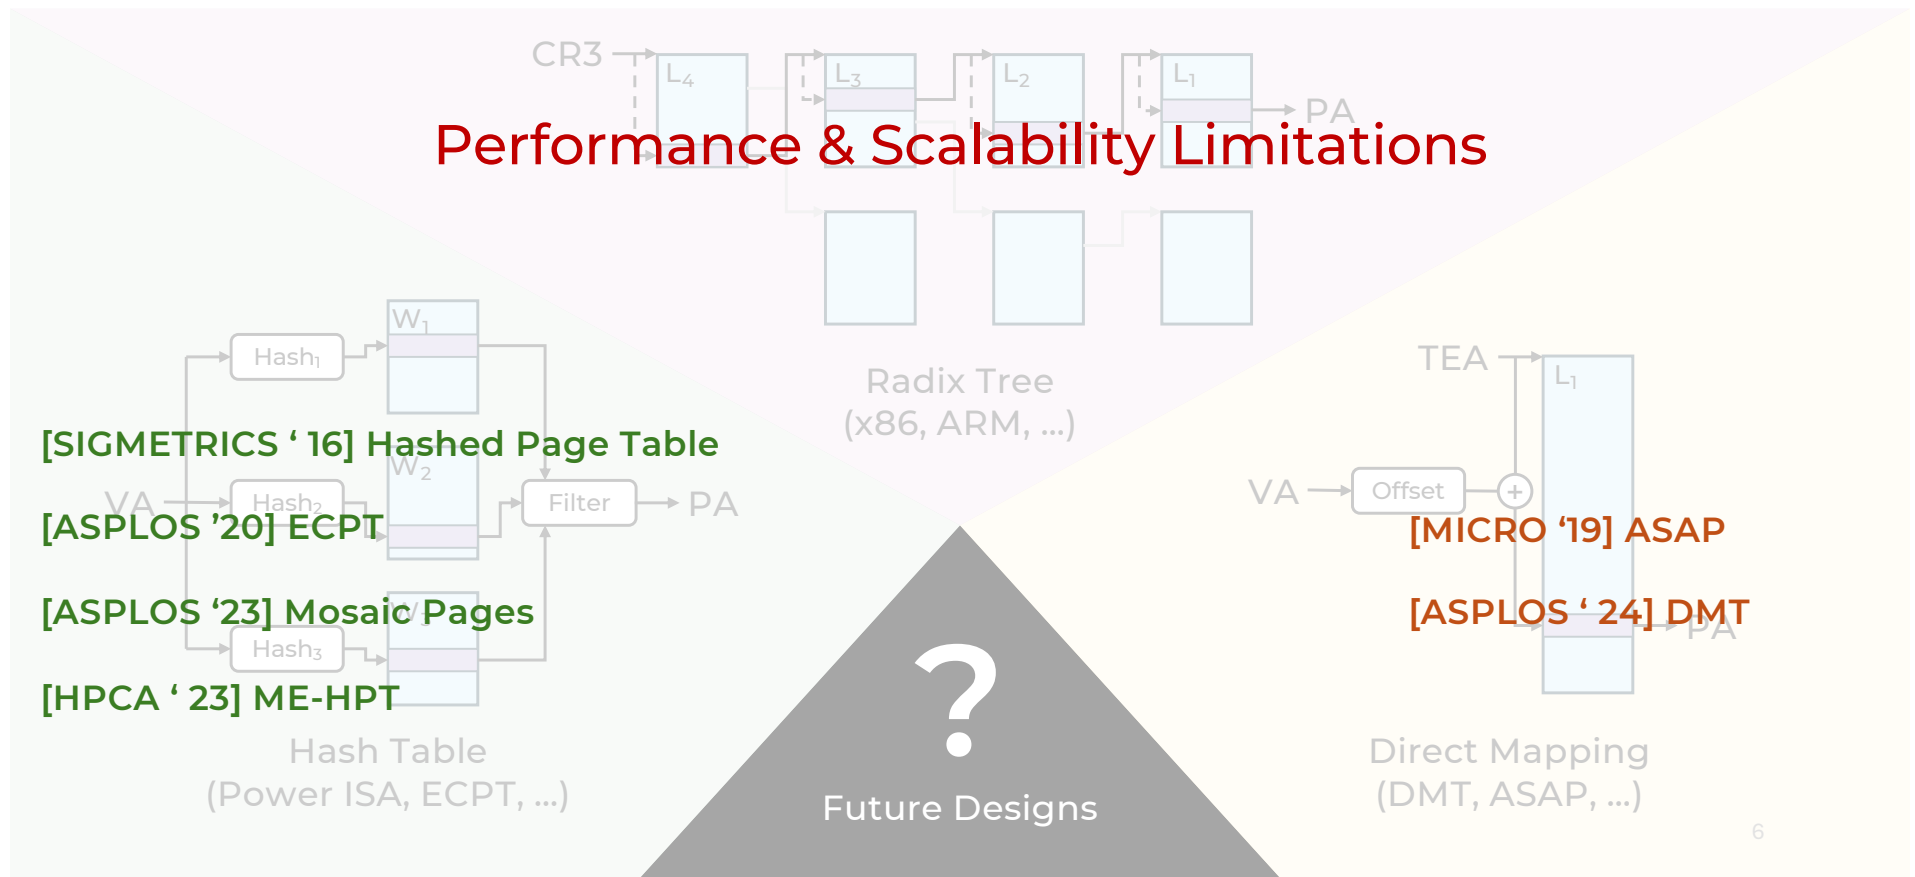 CR3
L4
L3
L2
L1
PA
Performance & Scalability Limitations
Radix Tree
(x86, ARM, ...)
W1
Hash1
[SIGMETRICS ‘ 16] Hashed Page Table
W2
VA
Hash2
Filter
PA
[ASPLOS ’20] ECPT
[ASPLOS ‘23] Mosaic Pages
W3
Hash3
[HPCA ‘ 23] ME-HPT
Hash Table
(Power ISA, ECPT, ...)
TEA
L1
VA
Offset
+
[MICRO ‘19] ASAP
[ASPLOS ‘ 24] DMT
PA
Direct Mapping
(DMT, ASAP, ...)
?
Future Designs
6